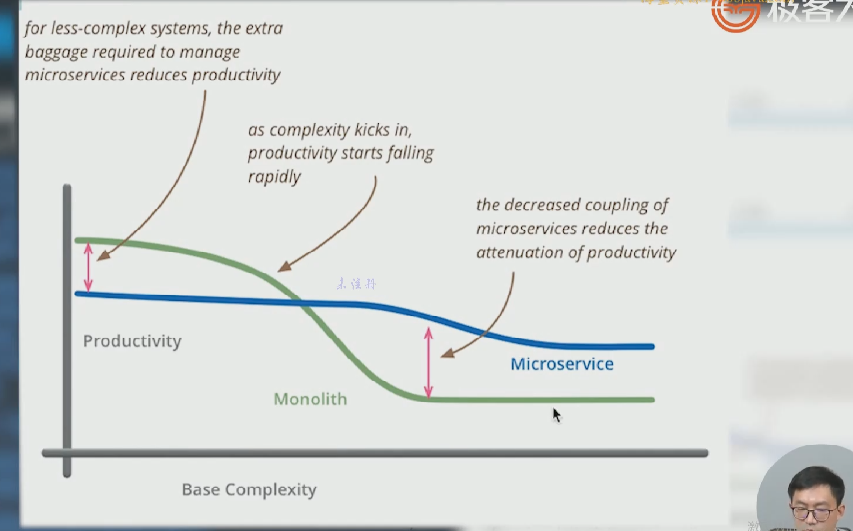 极客
for less-complex systems, the extra
baggage required to manage
microservices reduces productivity
as complexity kicks in,
productivity starts falling
rapidly
the decreased coupling of
microservices reduces the
attenuation of productivity
Productivity
Microservice
Monolith
Base Complexity